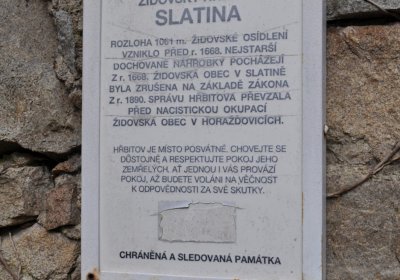 ŽIDOVSKÝ
SLATINA
ROZLOHA 1061 m. ŽIDOVSKÉ OSÍDLENÍ
VZNIKLO PŘED r. 1668. NEJSTARŠÍ
DOCHOVANÉ NÁHROBKY POCHÁZEJÍ
Z r. 1668. ŽIDOVSKÁ OBEC V SLATINĚ
BYLA ZRUŠENA NA ZÁKLADĚ ZÁKONA
Z r. 1890. SPRÁVU HŘBITOVA PŘEVZALA
PŘED NACISTICKOU OKUPACÍ
ŽIDOVSKÁ OBEC V HORAŽĎOVICÍCH.
HŘBITOV JE MÍSTO POSVÁTNÉ. CHOVEJTE SE
DŮSTOJNĚ A RESPEKTUJTE POKOJ JEHO
ZEMŘELÝCH. AŤ JEDNOU I VÁS PROVÁZÍ
POKOJ, AŽ BUDETE VOLÁNI NA VĚČNOST
K ODPOVĚDNOSTI ZA SVÉ SKUTKY.
CHRÁNĚNÁ A SLEDOVANÁ PAMÁTKA